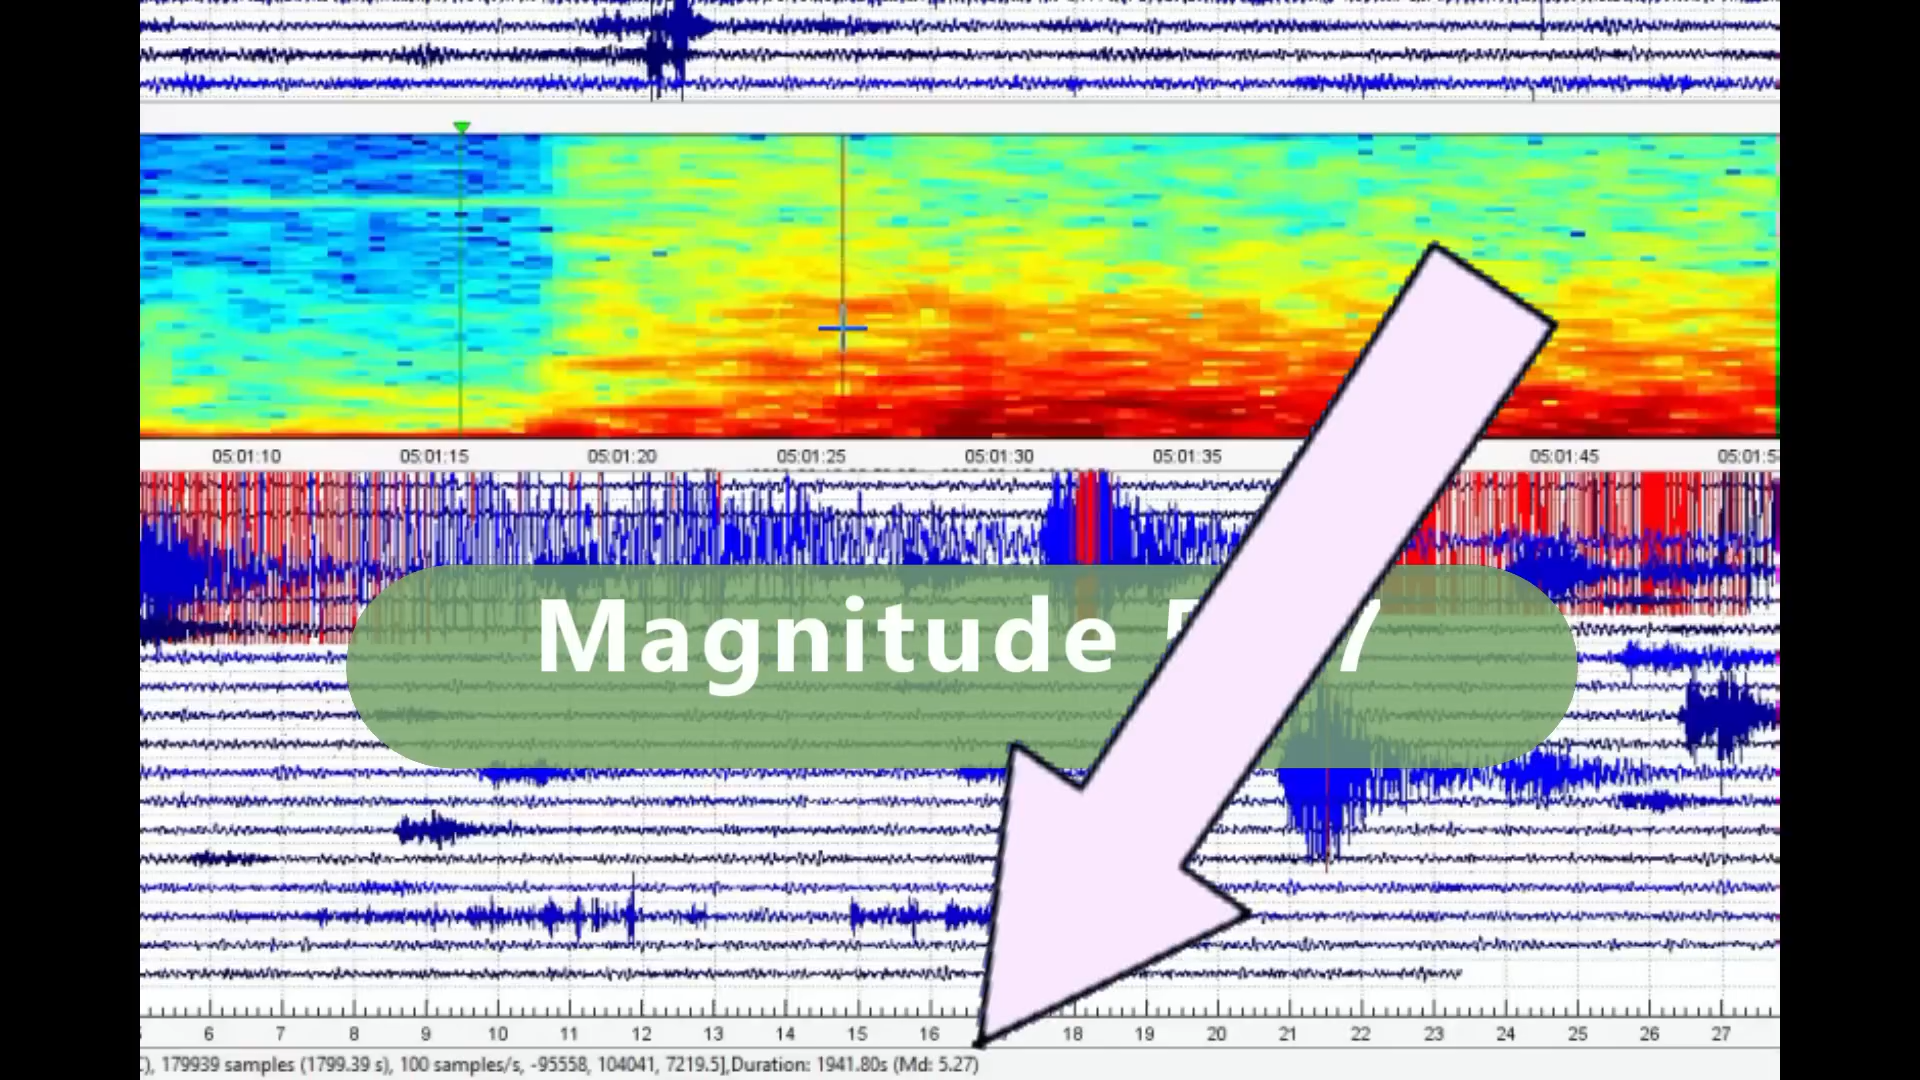 05:01:10 05:01:15 05:01:20 05:01:25 05:01:30 05:01:35 05:01:45
Magnitude
6 7 8 9 10 11 12 13 14 15 16 18 19 20 21 22 23 24 25 26 27
179939 samples (1799.39 s), 100 samples/s, -95558, 104041, 7219.5],Duration: 1941.80s (Md: 5.27)